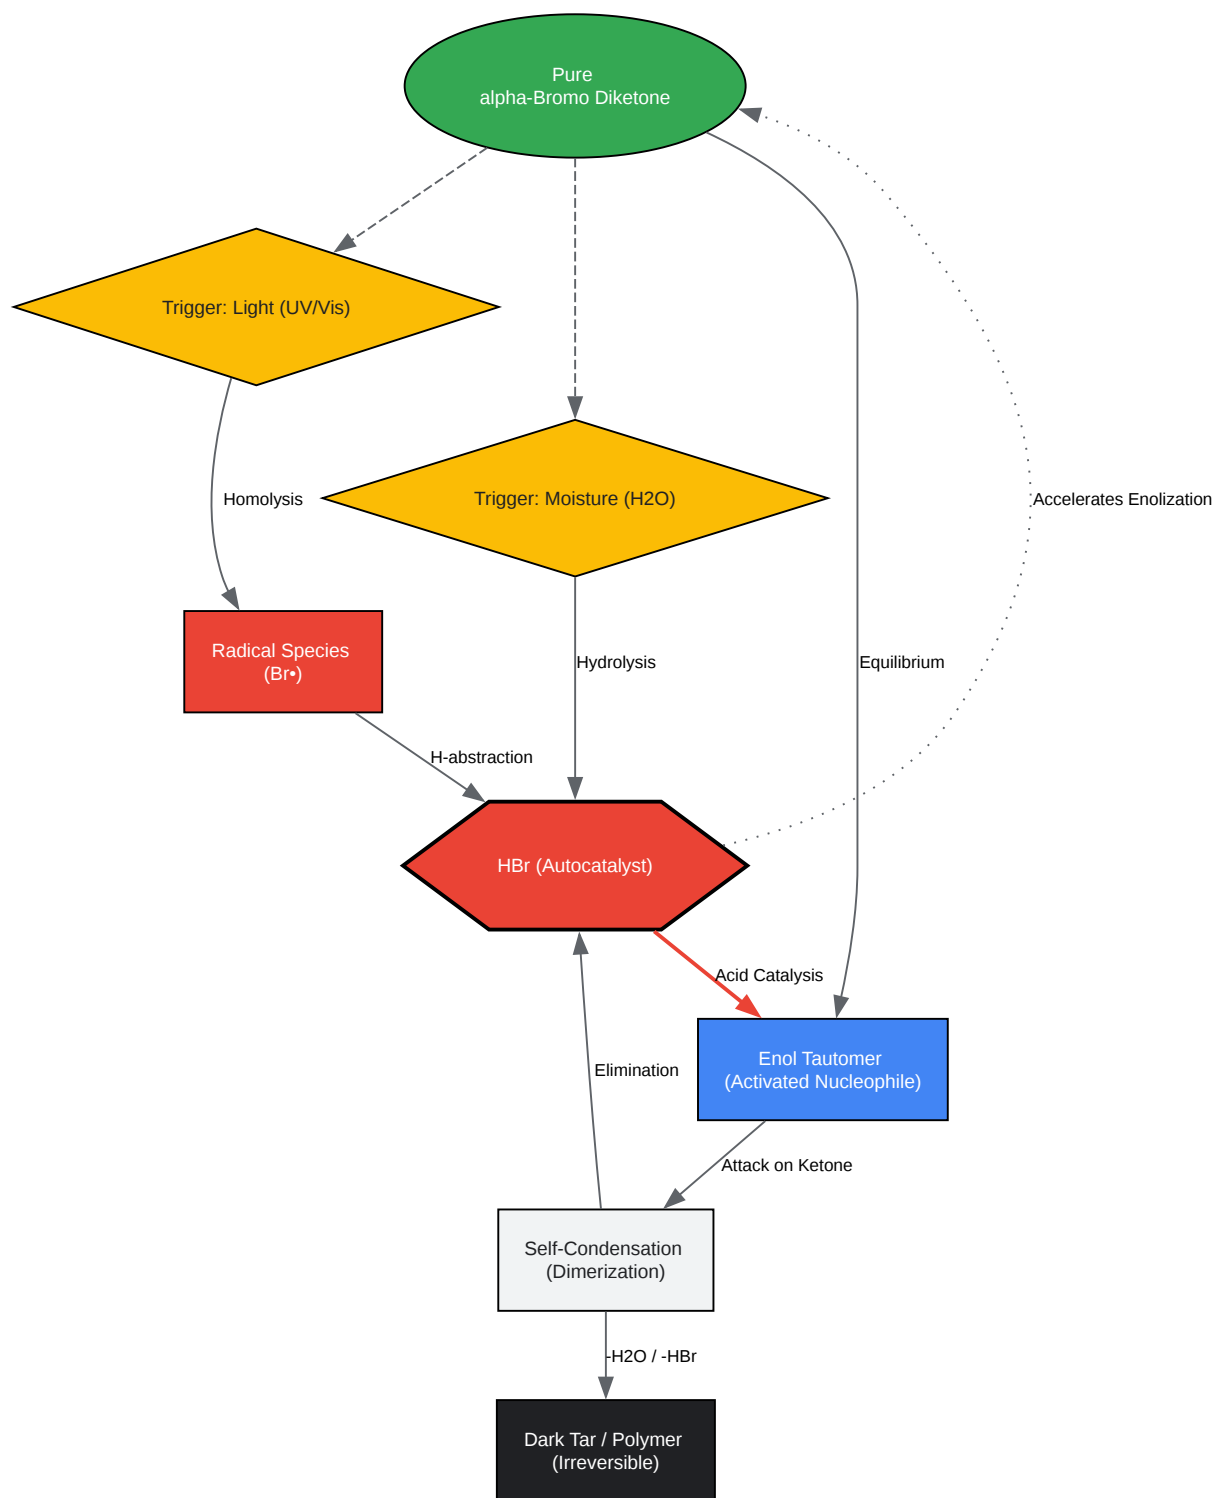 Pure
alpha-Bromo Diketone
Trigger: Light (UV/Vis)
Trigger: Moisture (H2O)
Homolysis
Accelerates Enolization
Radical Species
(Br•)
Hydrolysis
Equilibrium
H-abstraction
HBr (Autocatalyst)
Acid Catalysis
Elimination
Enol Tautomer
(Activated Nucleophile)
Attack on Ketone
Self-Condensation
(Dimerization)
-H2O / -HBr
Dark Tar / Polymer
(Irreversible)